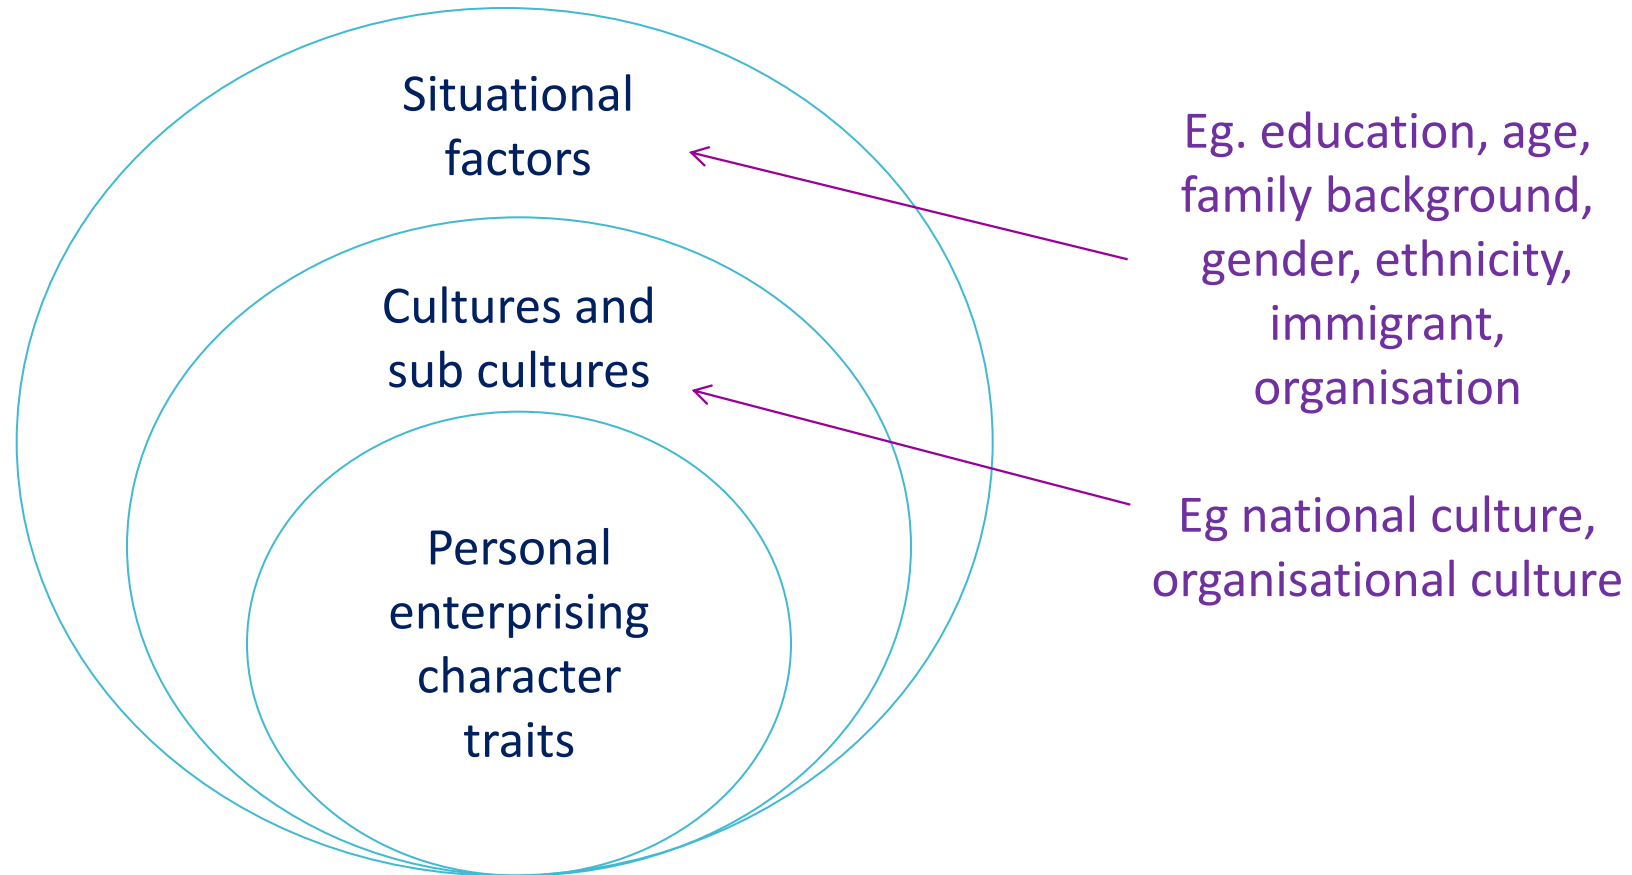 Situational
factors
Cultures and
sub cultures
Personal
enterprising
character
traits
Eg. education, age,
family background,
gender, ethnicity,
immigrant,
organisation
Eg national culture,
organisational culture